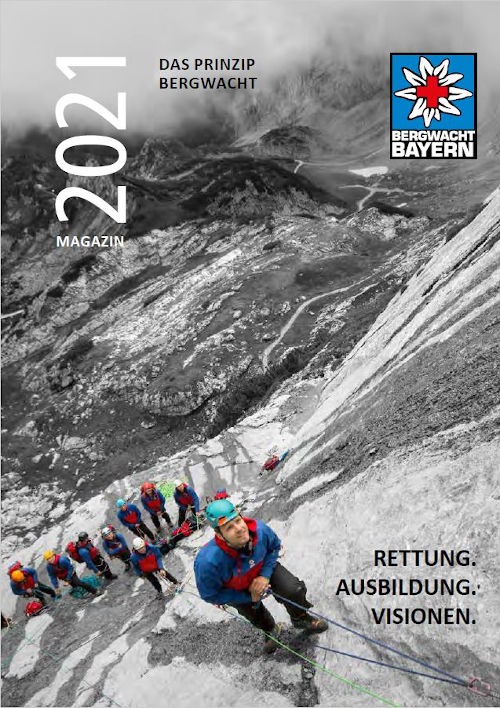 DAS PRINZIP
BERGWACHT
2021
MAGAZIN
BERGWACHT
BAYERN
RETTUNG.
AUSBILDUNG.
VISIONEN.